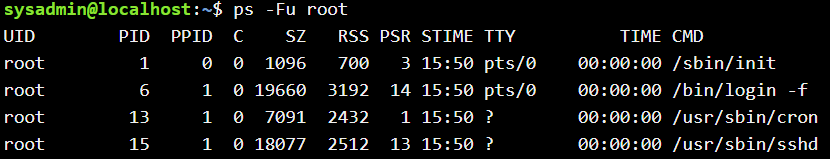 sysadmin@localhost:~$ ps -Fu root
UID        PID  PPID  C    SZ   RSS PSR STIME TTY          TIME CMD
root         1     0  0  1096   700   3 15:50 pts/0    00:00:00 /sbin/init
root         6     1  0 19660  3192  14 15:50 pts/0    00:00:00 /bin/login -f
root        13     1  0  7091  2432   1 15:50 ?        00:00:00 /usr/sbin/cron
root        15     1  0 18077  2512  13 15:50 ?        00:00:00 /usr/sbin/sshd